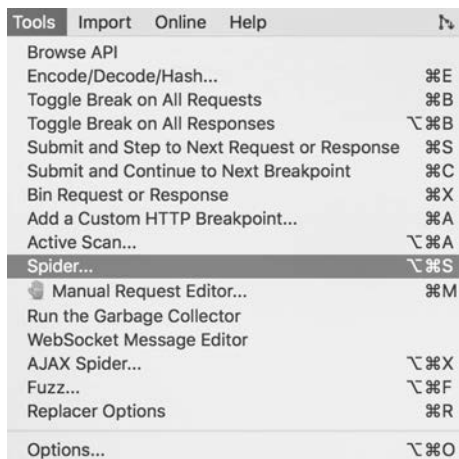 Tools Import Online Help
Browse API
Encode/Decode/Hash... ⌘E
Toggle Break on All Requests ⌘B
Toggle Break on All Responses ⌥⌘B
Submit and Step to Next Request or Response ⌘S
Submit and Continue to Next Breakpoint ⌘C
Bin Request or Response ⌘X
Add a Custom HTTP Breakpoint... ⌘A
Active Scan... ⌥⌘A
Spider... ⌥⌘S
Manual Request Editor... ⌘M
Run the Garbage Collector
WebSocket Message Editor
AJAX Spider... ⌥⌘X
Fuzz... ⌥⌘F
Replacer Options ⌘R
Options... ⌥⌘O